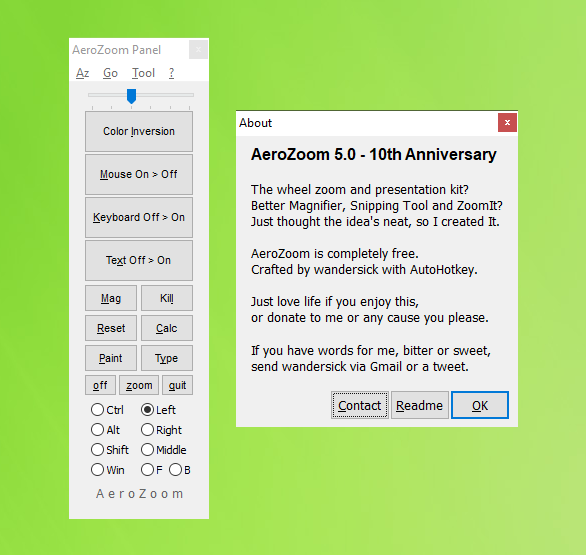 AeroZoom Panel x
Az Go Tool ?
Color Inversion
Mouse On > Off
Keyboard Off > On
Text Off > On
Mag Kill
Reset Calc
Paint Type
off zoom quit
Ctrl Left
Alt Right
Shift Middle
Win F B
AeroZoom
About x
AeroZoom 5.0 - 10th Anniversary
The wheel zoom and presentation kit?
Better Magnifier, Snipping Tool and ZoomIt?
Just thought the idea's neat, so I created It.
AeroZoom is completely free.
Crafted by wandersick with AutoHotkey.
Just love life if you enjoy this,
or donate to me or any cause you please.
If you have words for me, bitter or sweet,
send wandersick via Gmail or a tweet.
Contact Readme OK